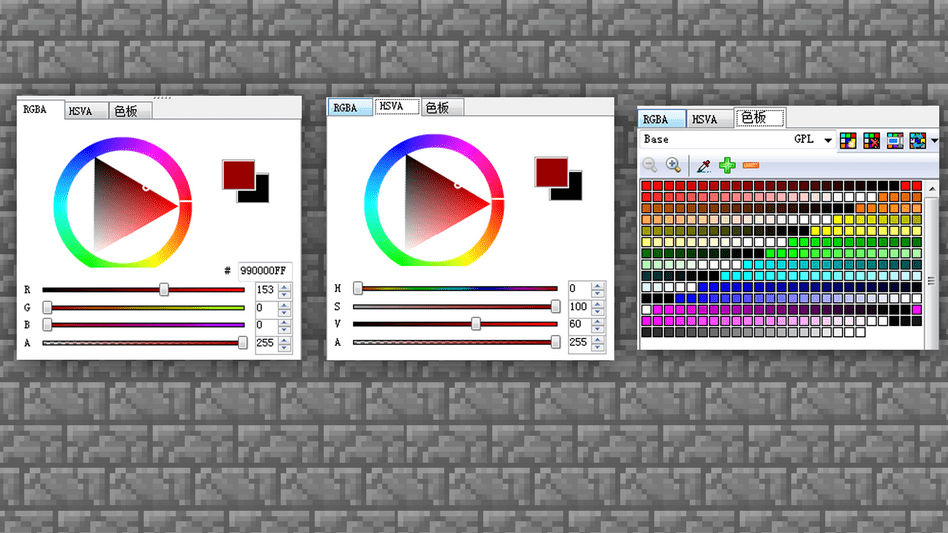 RGBA HSVA 色板
# 990000FF
R 153
G 0
B 0
A 255
RGBA HSVA 色板
H 0
S 100
V 60
A 255
RGBA HSVA 色板
Base GPL